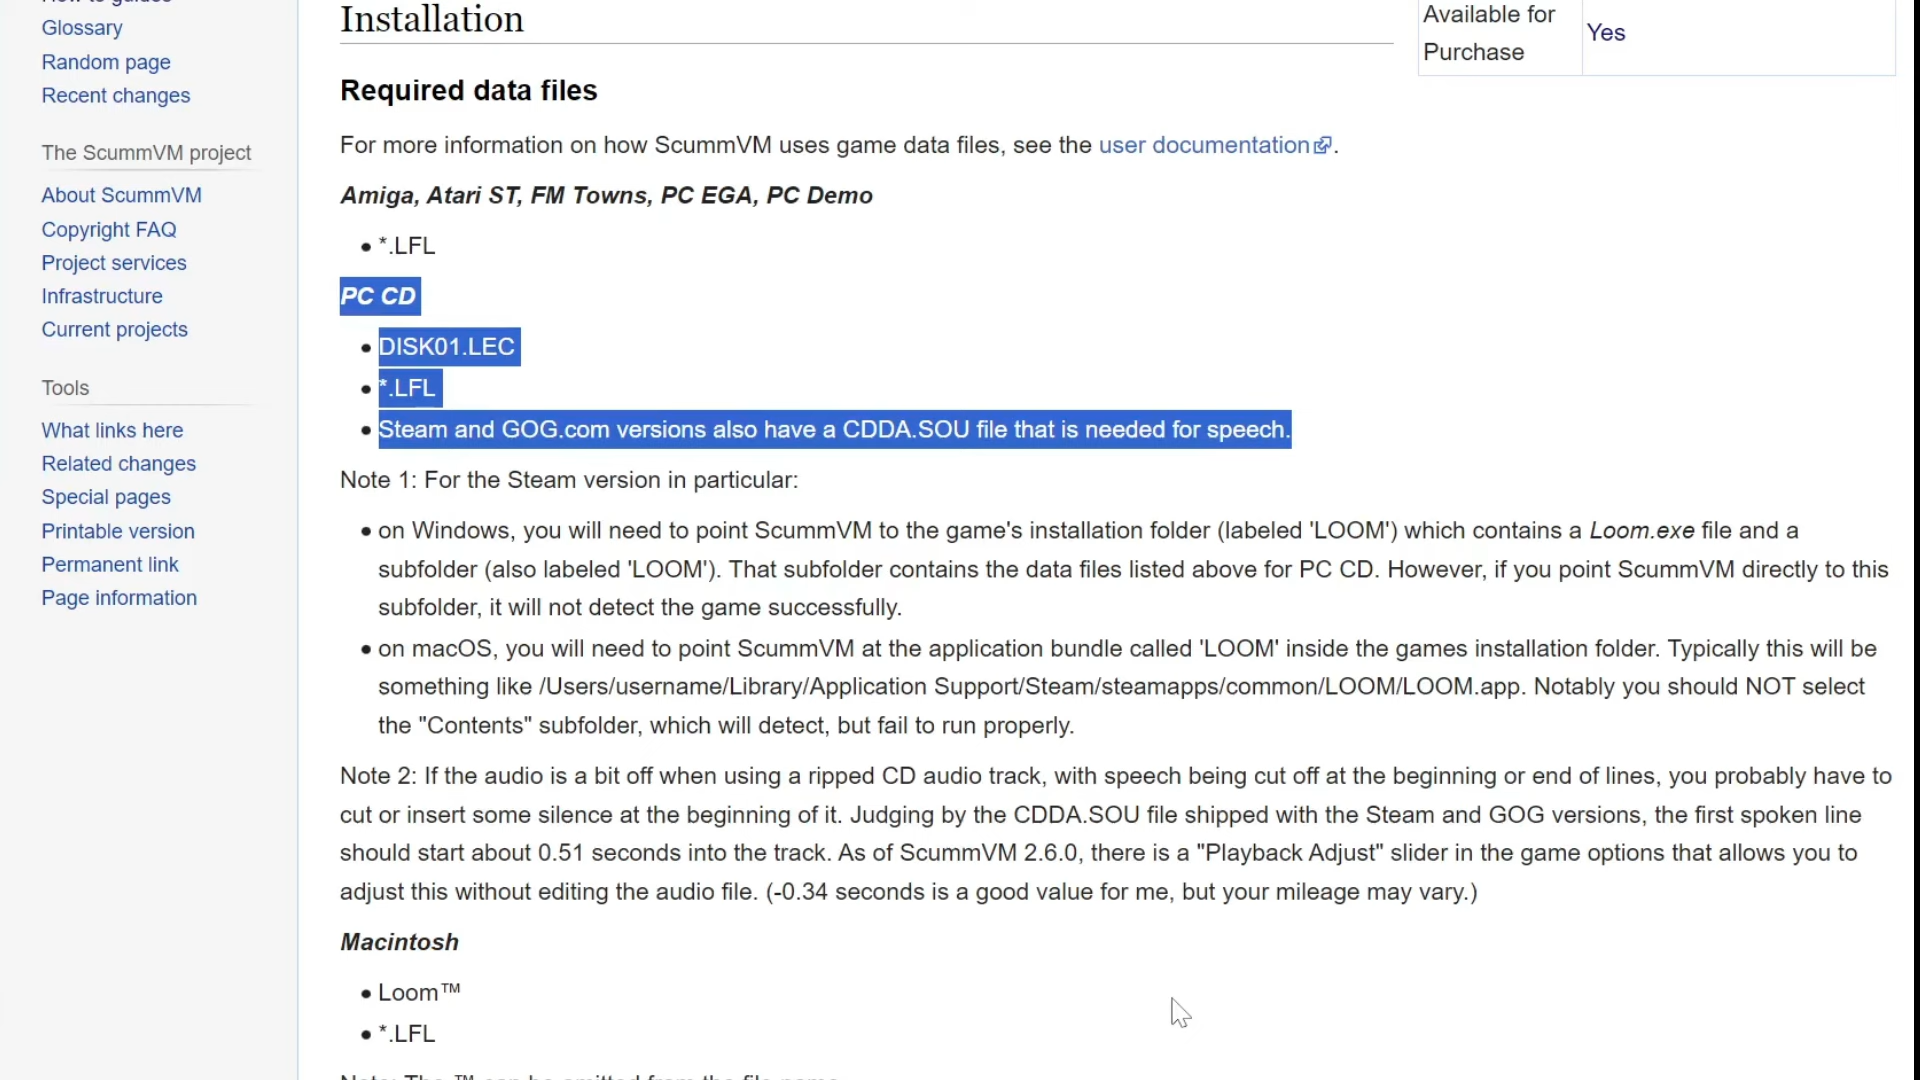 How to guides
Glossary
Random page
Recent changes
The ScummVM project
About ScummVM
Copyright FAQ
Project services
Infrastructure
Current projects
Tools
What links here
Related changes
Special pages
Printable version
Permanent link
Page information
Installation
Required data files
For more information on how ScummVM uses game data files, see the user documentation.
Amiga, Atari ST, FM Towns, PC EGA, PC Demo
• *.LFL
PC CD
• DISK01.LEC
• *.LFL
• Steam and GOG.com versions also have a CDDA.SOU file that is needed for speech.
Note 1: For the Steam version in particular:
• on Windows, you will need to point ScummVM to the game's installation folder (labeled 'LOOM') which contains a Loom.exe file and a
subfolder (also labeled 'LOOM'). That subfolder contains the data files listed above for PC CD. However, if you point ScummVM directly to this
subfolder, it will not detect the game successfully.
• on macOS, you will need to point ScummVM at the application bundle called 'LOOM' inside the games installation folder. Typically this will be
something like /Users/username/Library/Application Support/Steam/steamapps/common/LOOM/LOOM.app. Notably you should NOT select
the "Contents" subfolder, which will detect, but fail to run properly.
Note 2: If the audio is a bit off when using a ripped CD audio track, with speech being cut off at the beginning or end of lines, you probably have to
cut or insert some silence at the beginning of it. Judging by the CDDA.SOU file shipped with the Steam and GOG versions, the first spoken line
should start about 0.51 seconds into the track. As of ScummVM 2.6.0, there is a "Playback Adjust" slider in the game options that allows you to
adjust this without editing the audio file. (-0.34 seconds is a good value for me, but your mileage may vary.)
Macintosh
• Loom™
• *.LFL
Note: The ™ can be omitted from the file name
Available for
Purchase
Yes